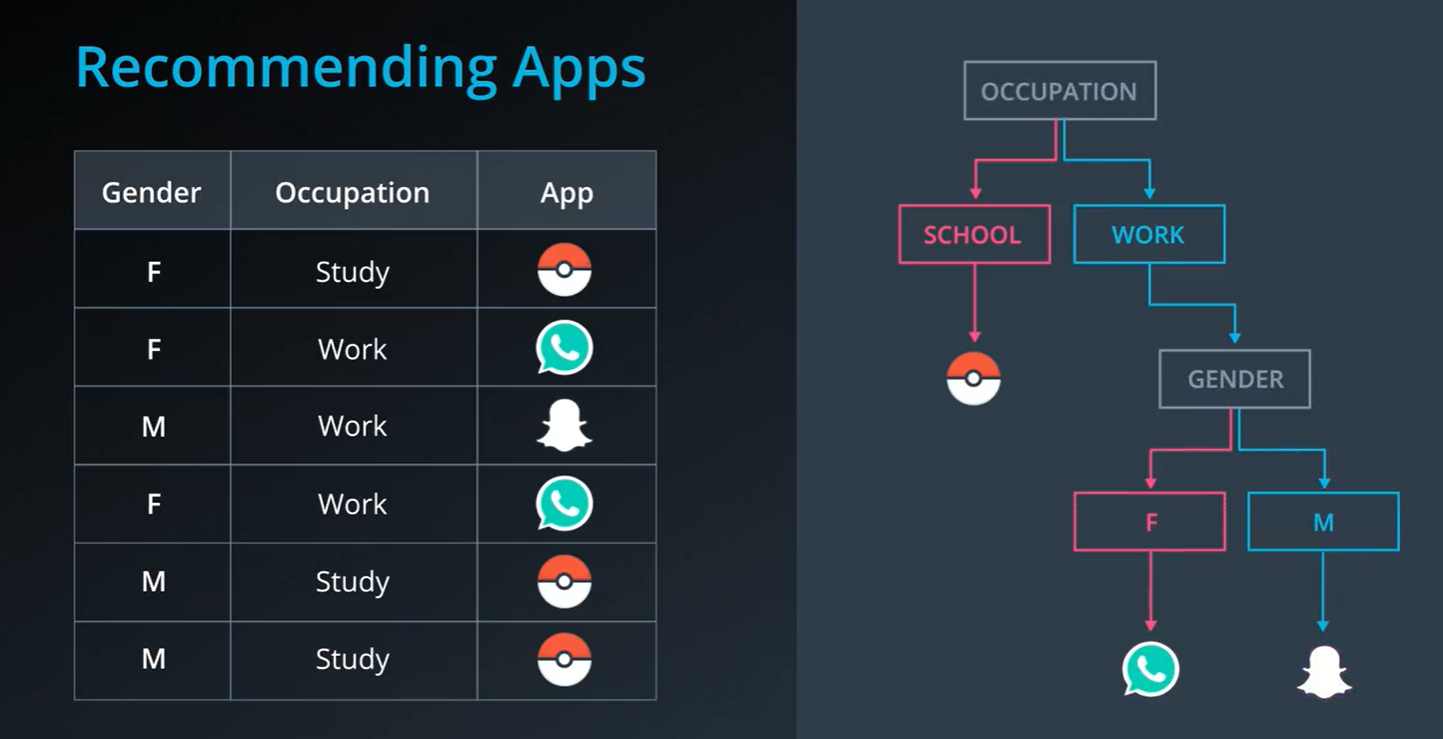 Recommending Apps
Gender Occupation App
F Study
F Work
M Work
F Work
M Study
M Study
OCCUPATION
SCHOOL WORK
GENDER
F M